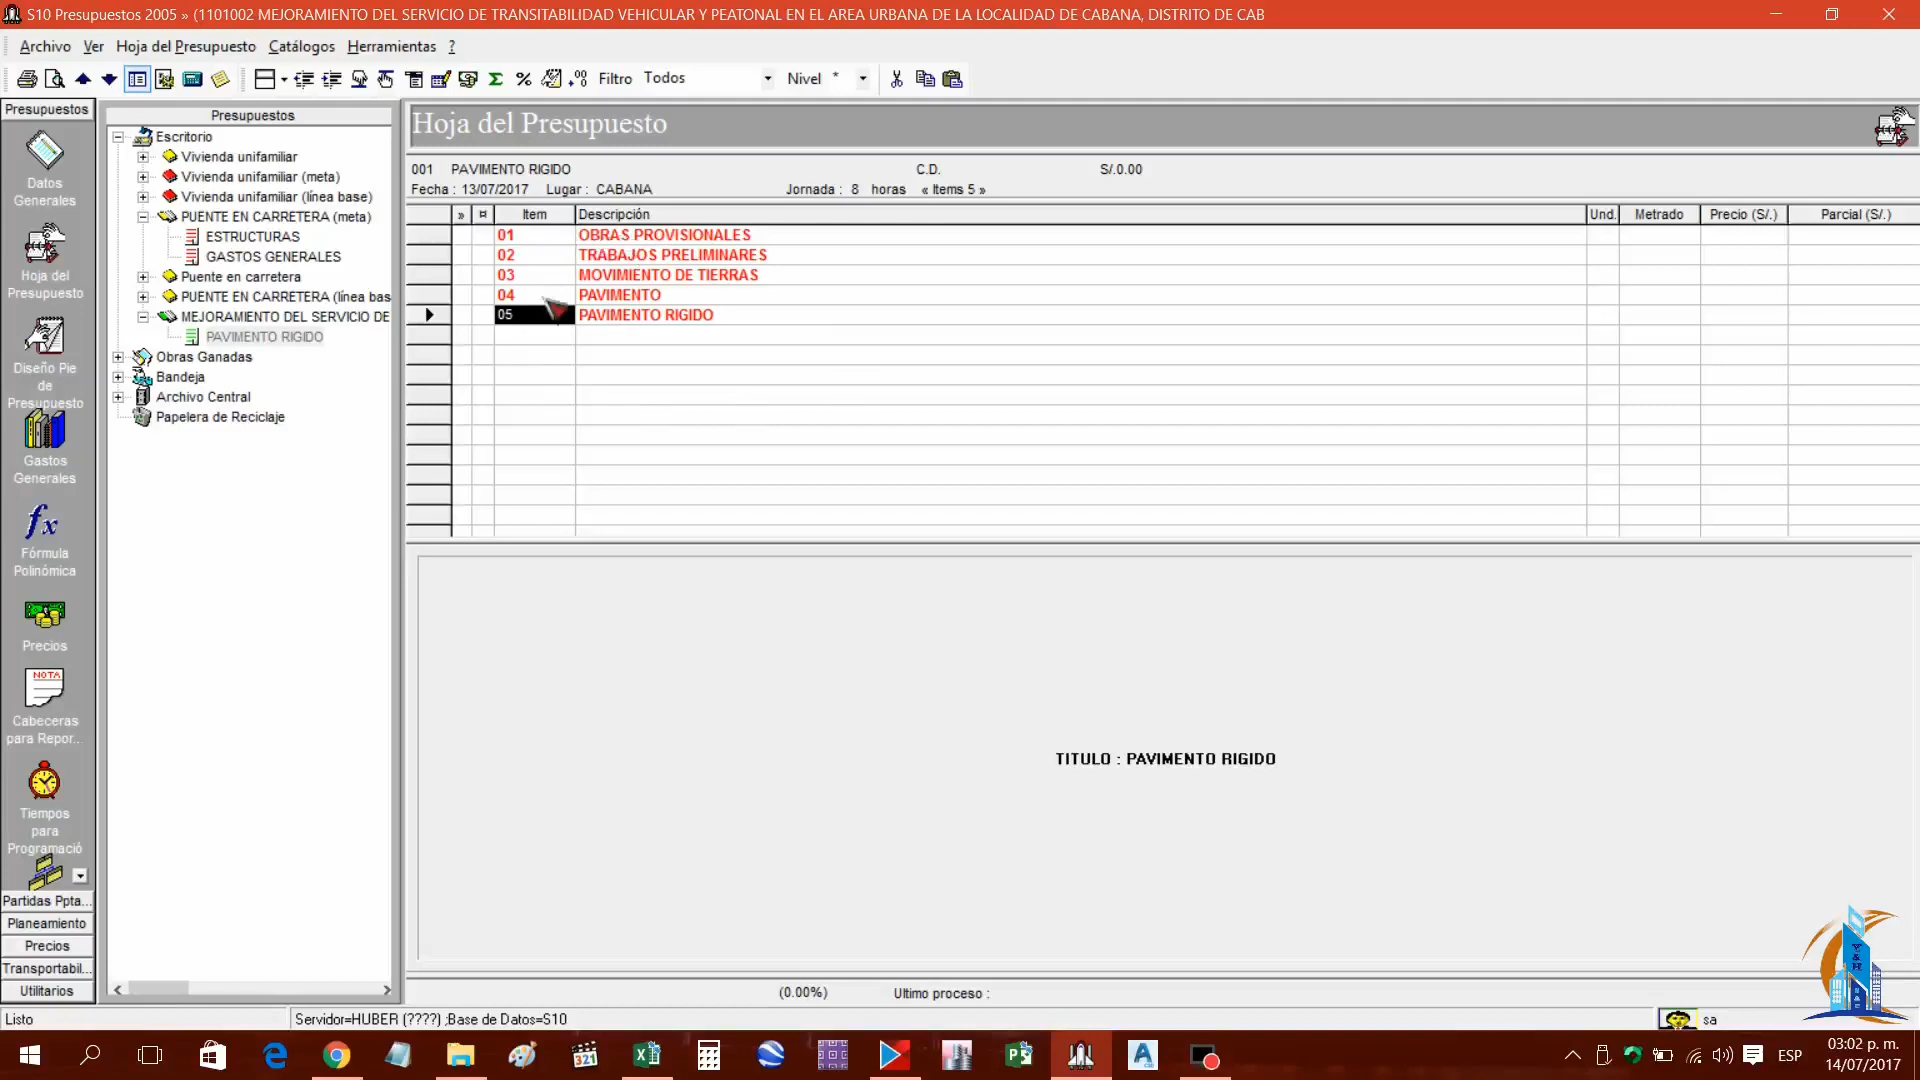 S10 Presupuestos 2005 » (1101002 MEJORAMIENTO DEL SERVICIO DE TRANSITABILIDAD VEHICULAR Y PEATONAL EN EL AREA URBANA DE LA LOCALIDAD DE CABANA, DISTRITO DE CAB
Archivo Ver Hoja del Presupuesto Catálogos Herramientas ?
Filtro Todos Nivel *
Presupuestos
Datos
Generales
Hoja del
Presupuesto
Diseño Pie
de
Presupuesto
Gastos
Generales
fx
Fórmula
Polinómica
Precios
NOTA
Cabeceras
para Repor...
Tiempos
para
Programació
Partidas Ppta...
Planeamiento
Precios
Transportabil...
Utilitarios
Presupuestos
Escritorio
Vivienda unifamiliar
Vivienda unifamiliar (meta)
Vivienda unifamiliar (línea base)
PUENTE EN CARRETERA (meta)
ESTRUCTURAS
GASTOS GENERALES
Puente en carretera
PUENTE EN CARRETERA (línea bas
MEJORAMIENTO DEL SERVICIO DE
PAVIMENTO RIGIDO
Obras Ganadas
Bandeja
Archivo Central
Papelera de Reciclaje
Hoja del Presupuesto
001 PAVIMENTO RIGIDO C.D. S/.0.00
Fecha : 13/07/2017 Lugar : CABANA Jornada : 8 horas « Items 5 »
» ¤ Item Descripción Und. Metrado Precio (S/.) Parcial (S/.)
01 OBRAS PROVISIONALES
02 TRABAJOS PRELIMINARES
03 MOVIMIENTO DE TIERRAS
04 PAVIMENTO
05 PAVIMENTO RIGIDO
TITULO : PAVIMENTO RIGIDO
(0.00%) Ultimo proceso :
Listo Servidor=HUBER (????) ;Base de Datos=S10 sa
ESP
03:02 p. m.
14/07/2017